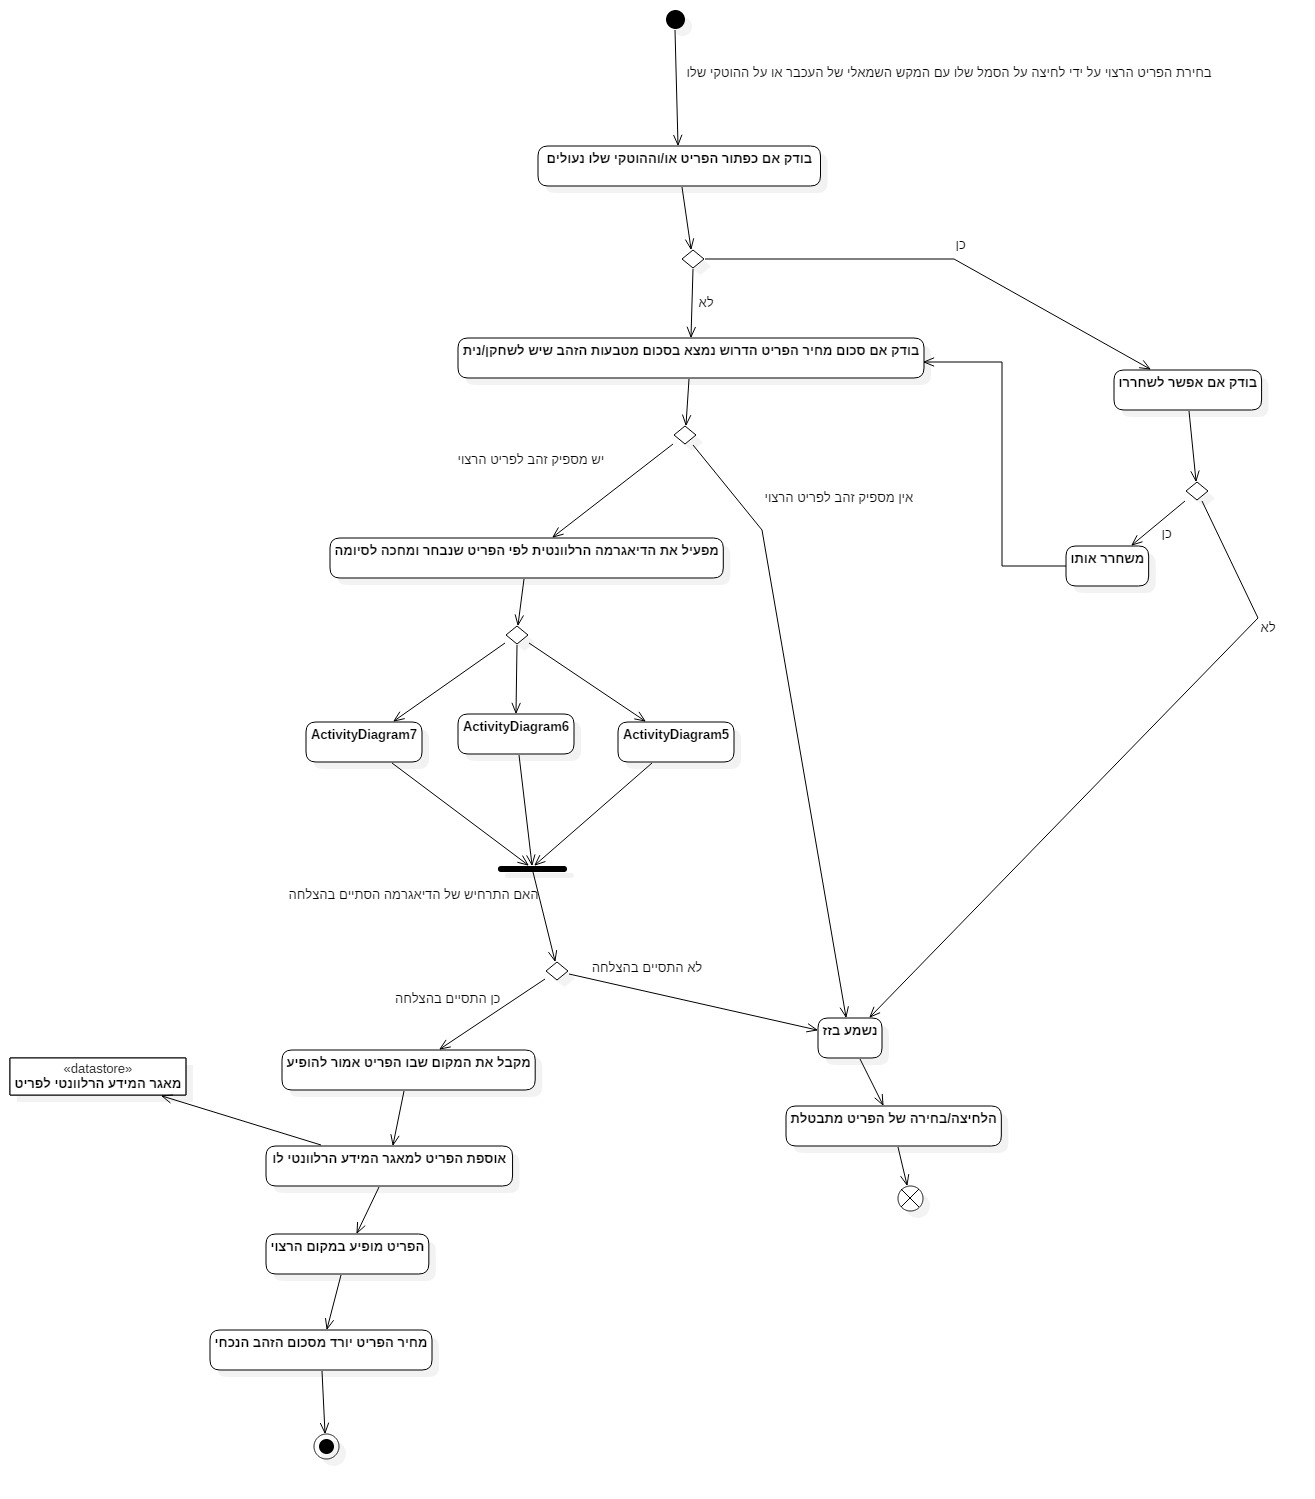 בחירת הפריט הרצוי על ידי לחיצה על הסמל שלו עם המקש השמאלי של העכבר או על ההוטקי שלו
בודק אם כפתור הפריט או/וההוטקי שלו נעולים
כן
לא
בודק אם סכום מחיר הפריט הדרוש נמצא בסכום מטבעות הזהב שיש לשחקן/נית
בודק אם אפשר לשחררו
יש מספיק זהב לפריט הרצוי
אין מספיק זהב לפריט הרצוי
כן
מפעיל את הדיאגרמה הרלוונטית לפי הפריט שנבחר ומחכה לסיומה
משחרר אותו
לא
ActivityDiagram7
ActivityDiagram6
ActivityDiagram5
האם התרחיש של הדיאגרמה הסתיים בהצלחה
לא התסיים בהצלחה
כן התסיים בהצלחה
נשמע בזז
מקבל את המקום שבו הפריט אמור להופיע
«datastore»
מאגר המידע הרלוונטי לפריט
הלחיצה/בחירה של הפריט מתבטלת
אוספת הפריט למאגר המידע הרלוונטי לו
הפריט מופיע במקום הרצוי
מחיר הפריט יורד מסכום הזהב הנכחי